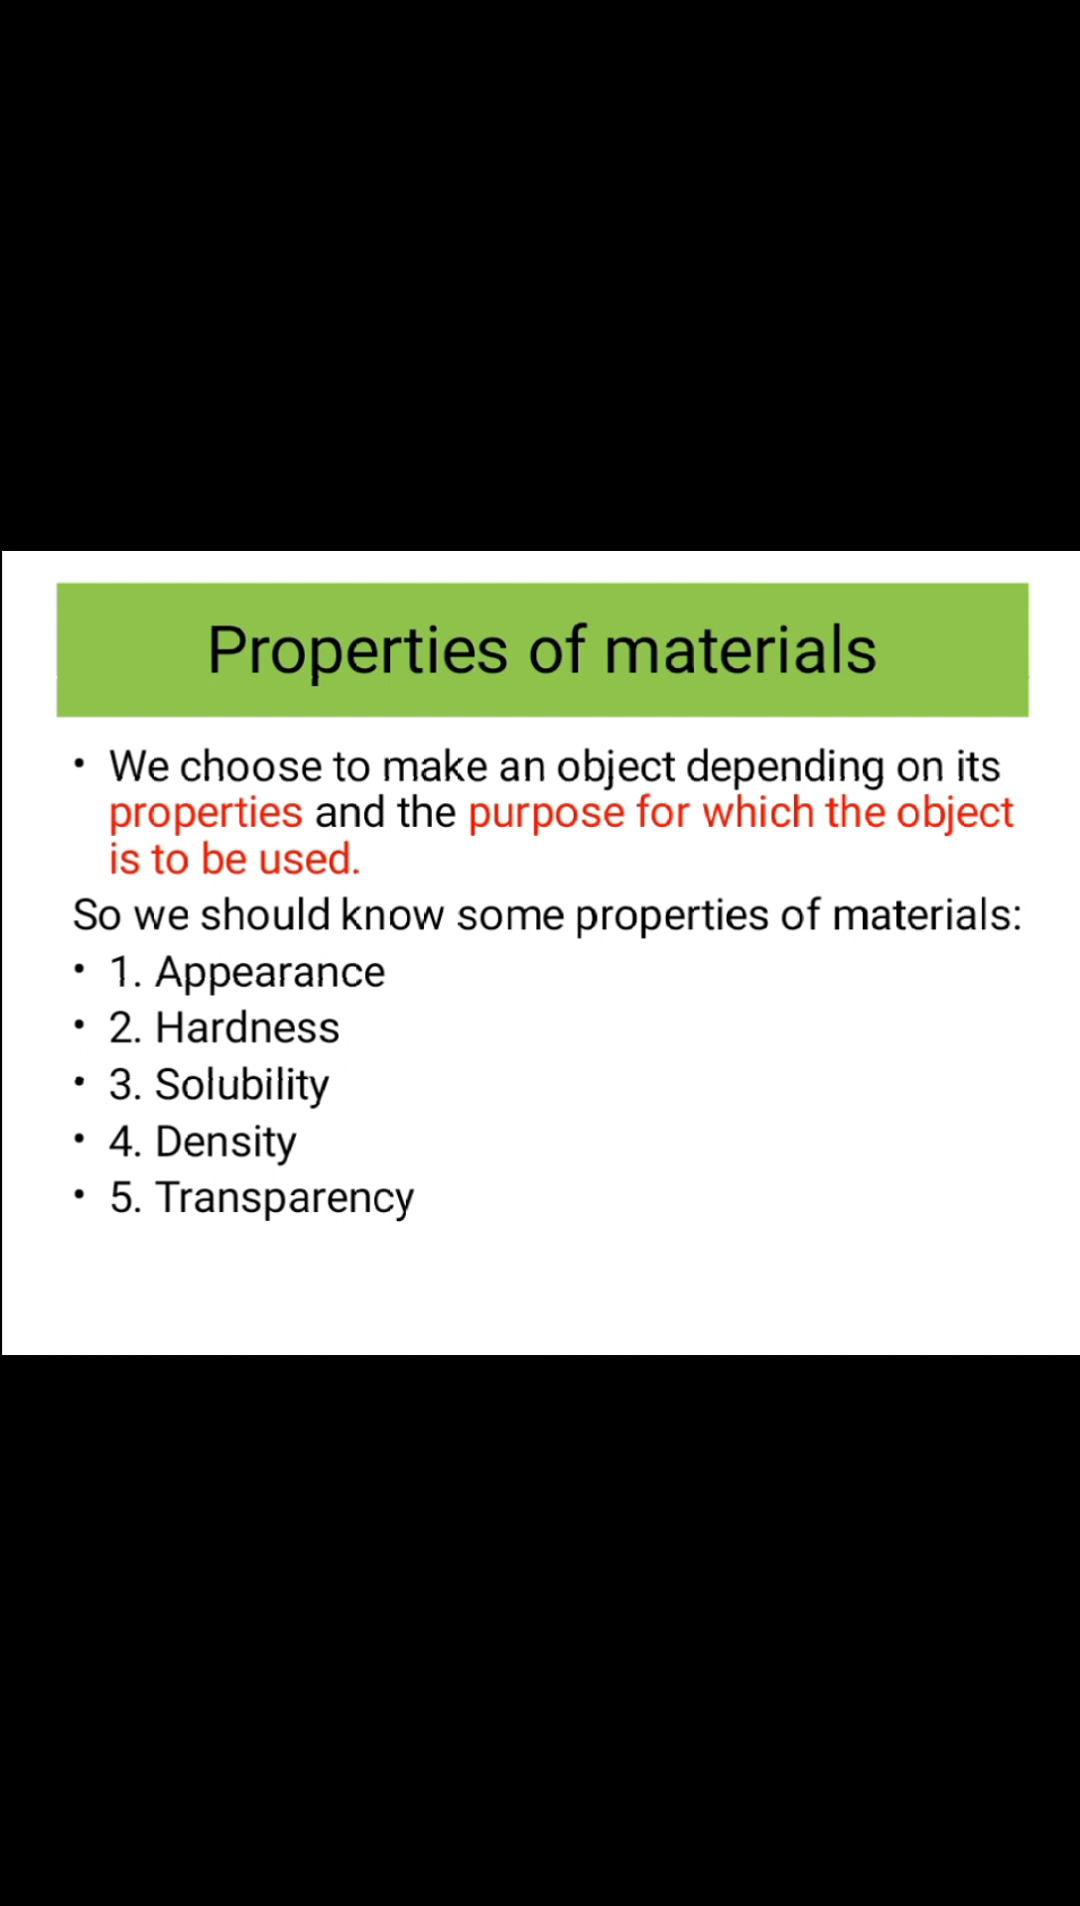 Properties of materials
• We choose to make an object depending on its
properties and the purpose for which the object
is to be used.
So we should know some properties of materials:
• 1. Appearance
• 2. Hardness
• 3. Solubility
• 4. Density
• 5. Transparency